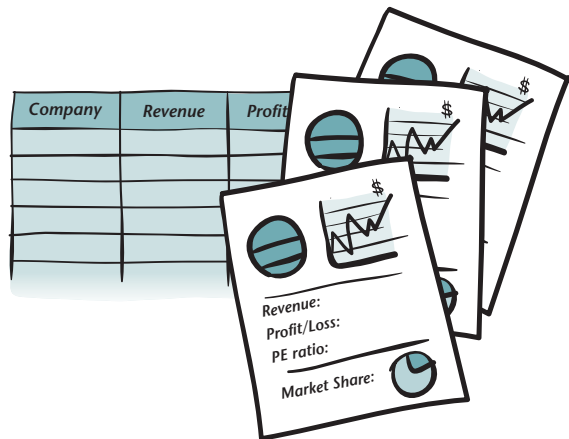 Company Revenue Profit
$
$
$
Revenue:
Profit/Loss:
PE ratio:
Market Share: